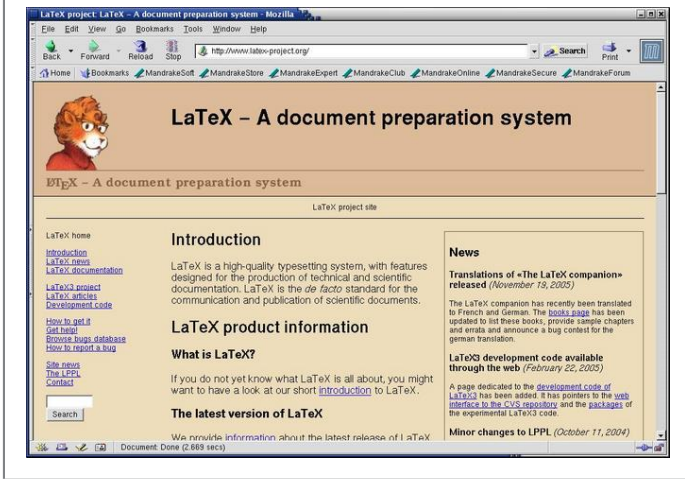 LaTeX project: LaTeX – A document preparation system - Mozilla
File Edit View Go Bookmarks Tools Window Help
Back Forward Reload Stop http://www.latex-project.org/ Search Print
Home Bookmarks MandrakeSoft MandrakeStore MandrakeExpert MandrakeClub MandrakeOnline MandrakeSecure MandrakeForum
LaTeX – A document preparation system
LATEX – A document preparation system
LaTeX project site
LaTeX home
Introduction
LaTeX news
LaTeX documentation
LaTeX3 project
LaTeX articles
Development code
How to get it
Get help!
Browse bugs database
How to report a bug
Site news
The LPPL
Contact
Search
Introduction
LaTeX is a high-quality typesetting system, with features
designed for the production of technical and scientific
documentation. LaTeX is the de facto standard for the
communication and publication of scientific documents.
LaTeX product information
What is LaTeX?
If you do not yet know what LaTeX is all about, you might
want to have a look at our short introduction to LaTeX.
The latest version of LaTeX
We provide information about the latest release of LaTeX
News
Translations of «The LaTeX companion»
released (November 19, 2005)
The LaTeX companion has recently been translated
to French and German. The books page has been
updated to list these books, provide sample chapters
and errata and announce a bug contest for the
german translation.
LaTeX3 development code available
through the web (February 22, 2005)
A page dedicated to the development code of
LaTeX3 has been added. It has pointers to the web
interface to the CVS repository and the packages of
the experimental LaTeX3 code.
Minor changes to LPPL (October 11, 2004)
Document: Done (2.669 secs)